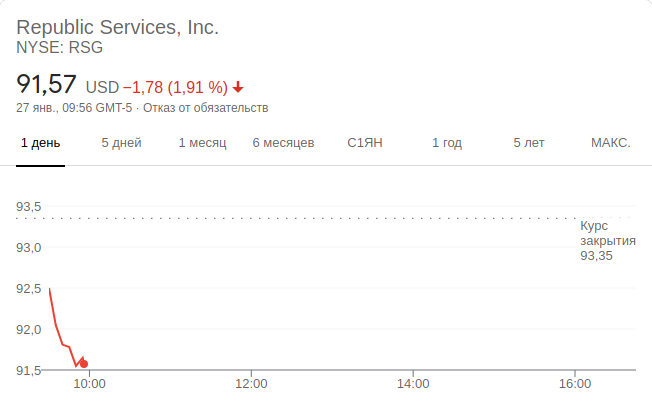 Republic Services, Inc.
NYSE: RSG
91,57 USD −1,78 (1,91 %)
27 янв., 09:56 GMT-5 · Отказ от обязательств
1 день 5 дней 1 месяц 6 месяцев С1ЯН 1 год 5 лет МАКС.
93,5
Курс
закрытия
93,35
93,0
92,5
92,0
91,5
10:00 12:00 14:00 16:00